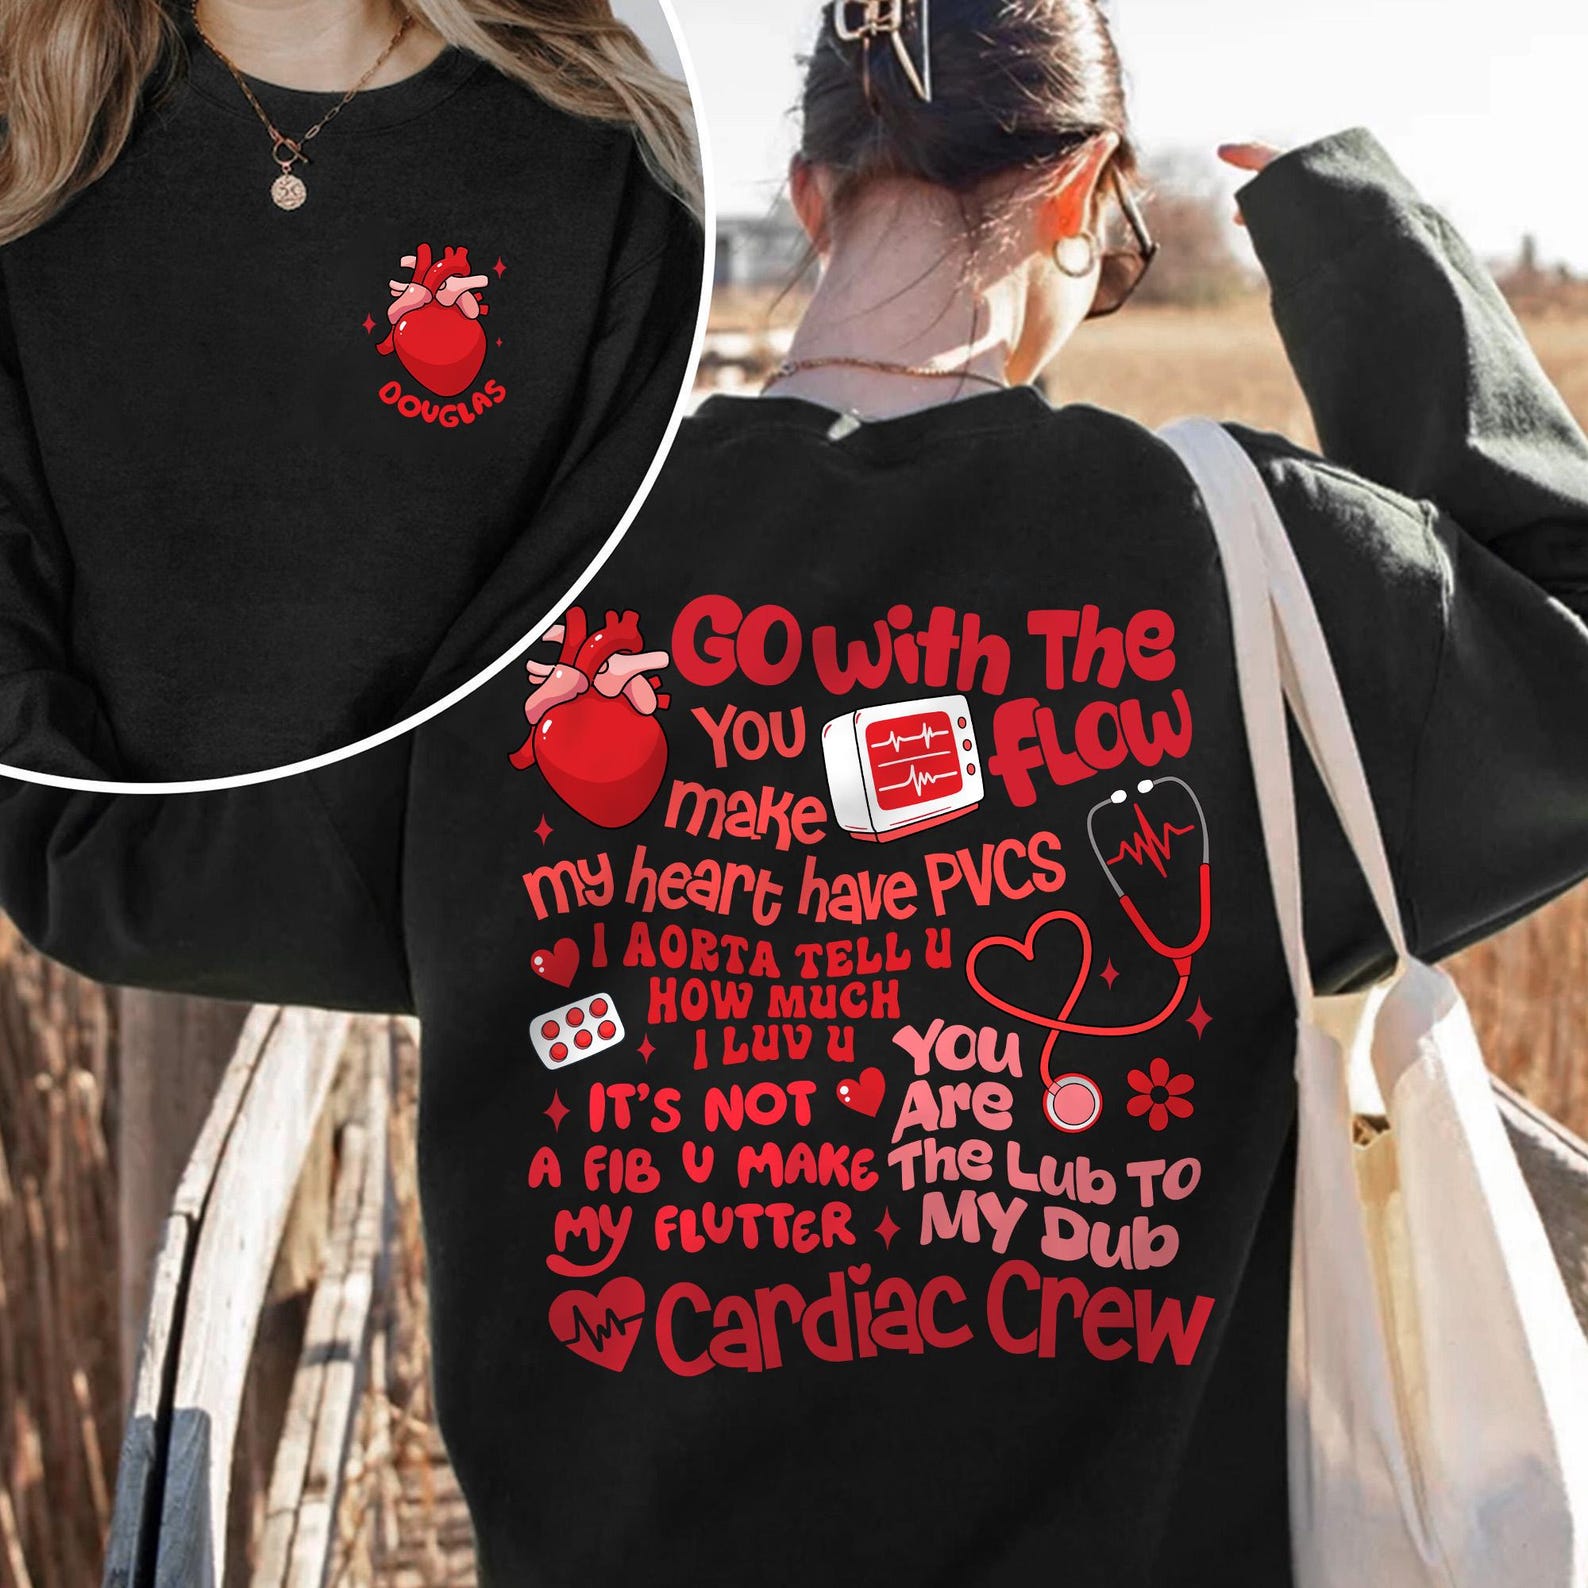 DOUGLAS
GO with The
FLOW
YOU
make
my heart have PVCS
I AORTA TELL U
HOW MUCH
I LUV U
IT'S NOT
A FIB U MAKE
MY FLUTTER
YOU
Are
The Lub To
MY Dub
Cardiac Crew